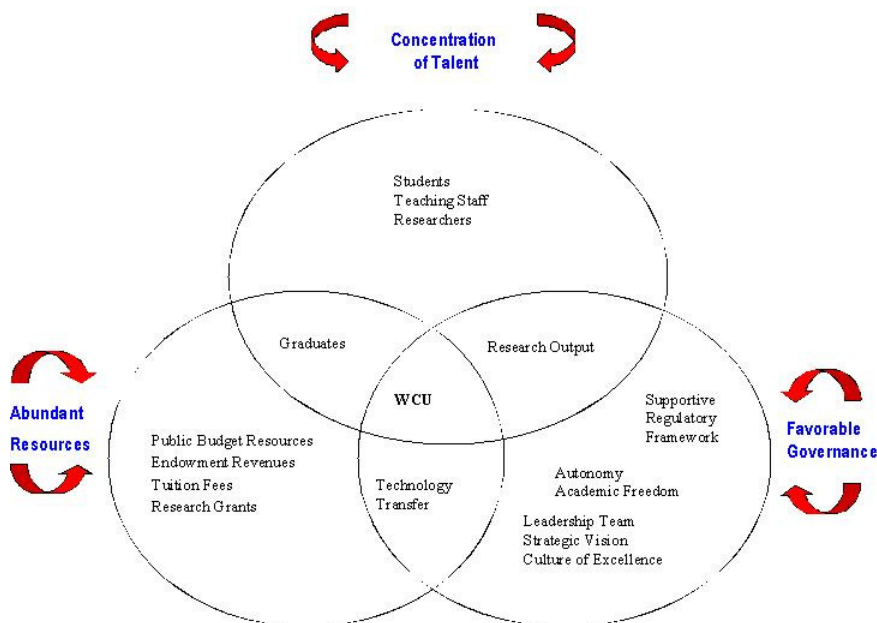 Concentration
of Talent
Students
Teaching Staff
Researchers
Graduates
Research Output
WCU
Abundant
Resources
Public Budget Resources
Endowment Revenues
Tuition Fees
Research Grants
Technology
Transfer
Supportive
Regulatory
Framework
Autonomy
Academic Freedom
Leadership Team
Strategic Vision
Culture of Excellence
Favorable
Governance